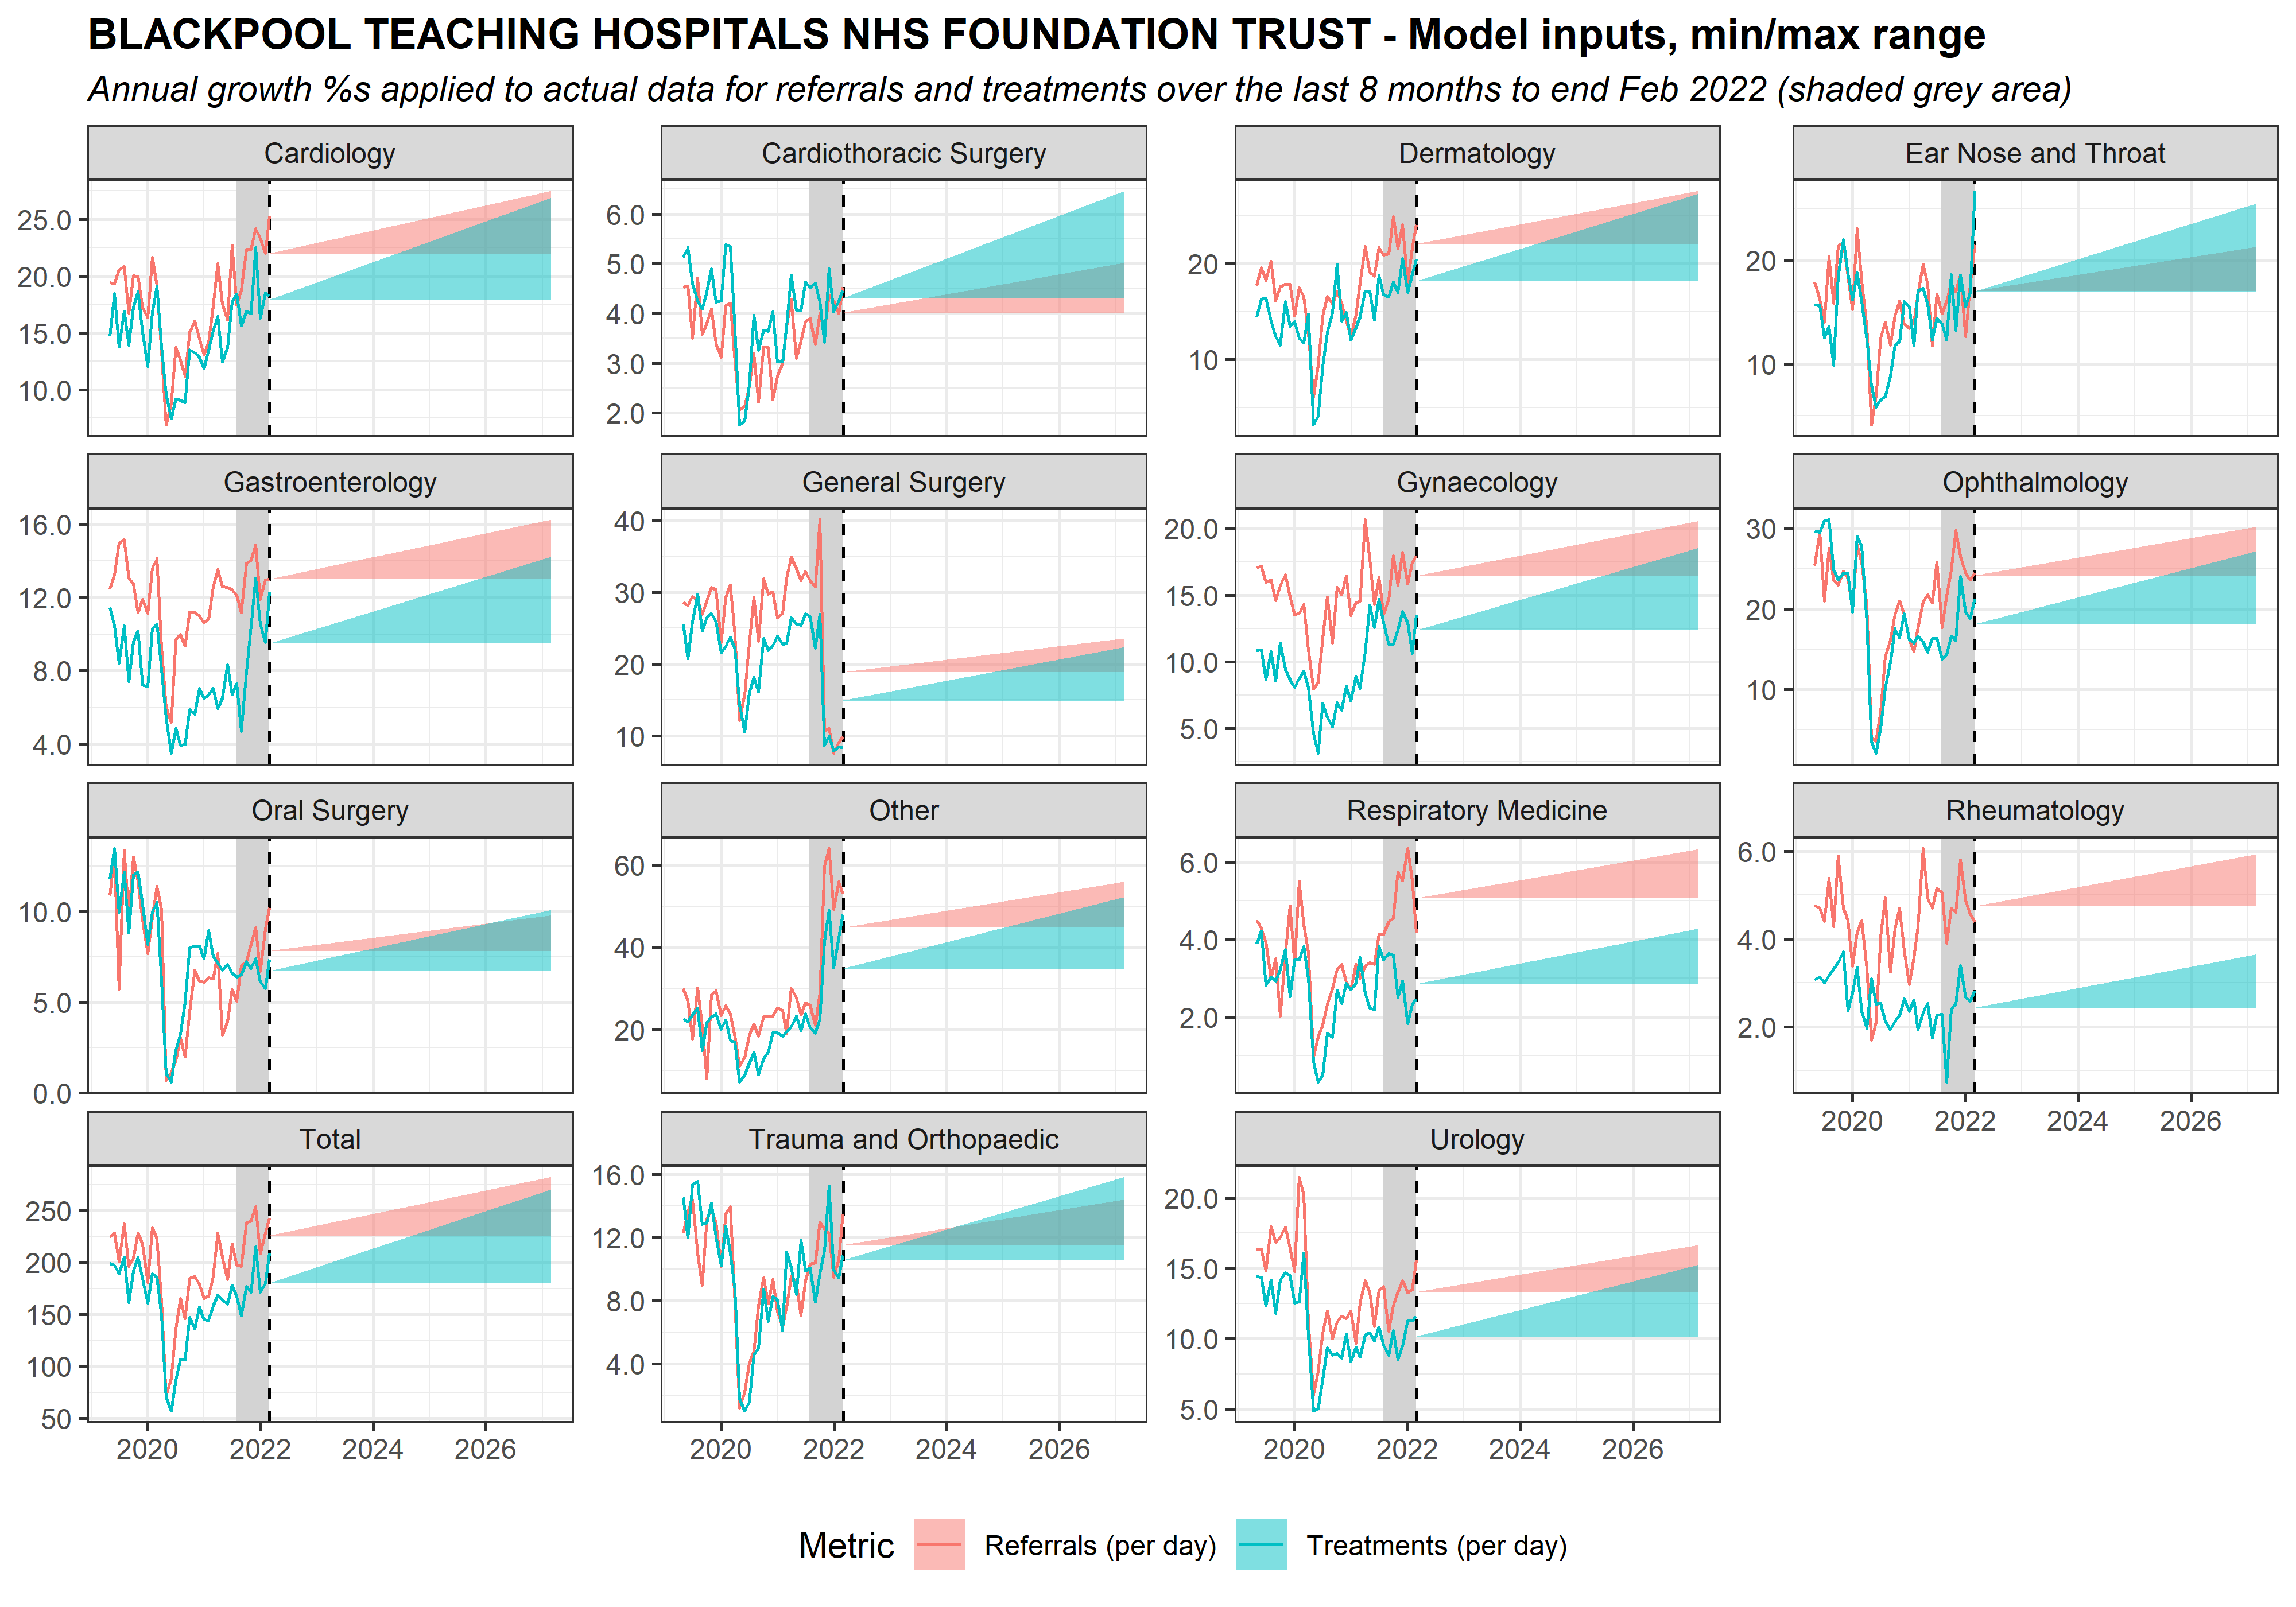 BLACKPOOL TEACHING HOSPITALS NHS FOUNDATION TRUST - Model inputs, min/max range
Annual growth %s applied to actual data for referrals and treatments over the last 8 months to end Feb 2022 (shaded grey area)
Cardiology
25.0
20.0
15.0
10.0
Cardiothoracic Surgery
6.0
5.0
4.0
3.0
2.0
Dermatology
20
10
Ear Nose and Throat
20
10
Gastroenterology
16.0
12.0
8.0
4.0
General Surgery
40
30
20
10
Gynaecology
20.0
15.0
10.0
5.0
Ophthalmology
30
20
10
Oral Surgery
10.0
5.0
0.0
Other
60
40
20
Respiratory Medicine
6.0
4.0
2.0
Rheumatology
6.0
4.0
2.0
2020 2022 2024 2026
Total
250
200
150
100
50
2020 2022 2024 2026
Trauma and Orthopaedic
16.0
12.0
8.0
4.0
2020 2022 2024 2026
Urology
20.0
15.0
10.0
5.0
2020 2022 2024 2026
Metric Referrals (per day) Treatments (per day)